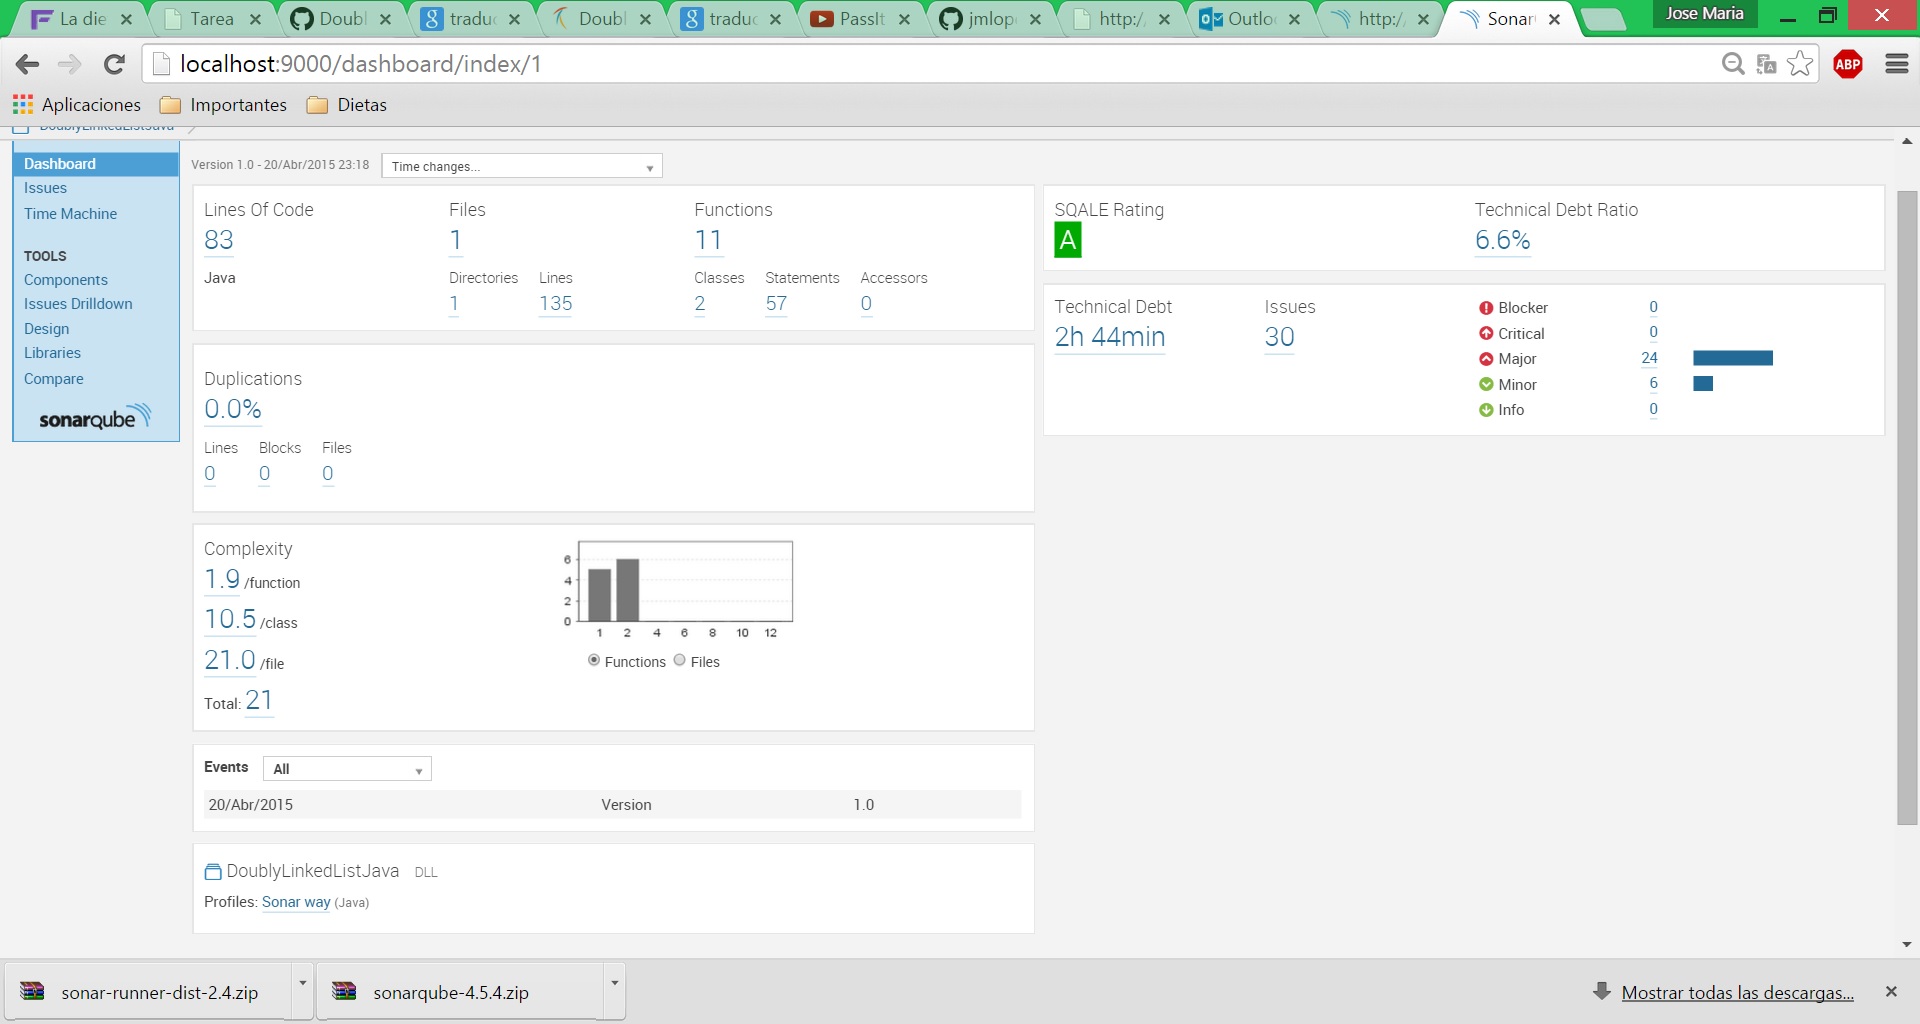 La die
Tarea
Doubl
traduc
Doubl
traduc
PassIt
jmlop
http:/
Outlo
http:/
Sonar
Jose Maria
localhost:9000/dashboard/index/1
ABP
Aplicaciones
Importantes
Dietas
DoublyLinkedListJava
Dashboard
Issues
Time Machine
TOOLS
Components
Issues Drilldown
Design
Libraries
Compare
sonarqube
Version 1.0 - 20/Abr/2015 23:18
Time changes...
Lines Of Code
83
Java
Files
1
Directories
1
Lines
135
Functions
11
Classes
2
Statements
57
Accessors
0
Duplications
0.0%
Lines
0
Blocks
0
Files
0
Complexity
1.9 /function
10.5 /class
21.0 /file
Total: 21
6
4
2
0
1 2 4 6 8 10 12
Functions
Files
Events
All
20/Abr/2015 Version 1.0
DoublyLinkedListJava DLL
Profiles: Sonar way (Java)
SQALE Rating
A
Technical Debt Ratio
6.6%
Technical Debt
2h 44min
Issues
30
Blocker 0
Critical 0
Major 24
Minor 6
Info 0
sonar-runner-dist-2.4.zip
sonarqube-4.5.4.zip
Mostrar todas las descargas...